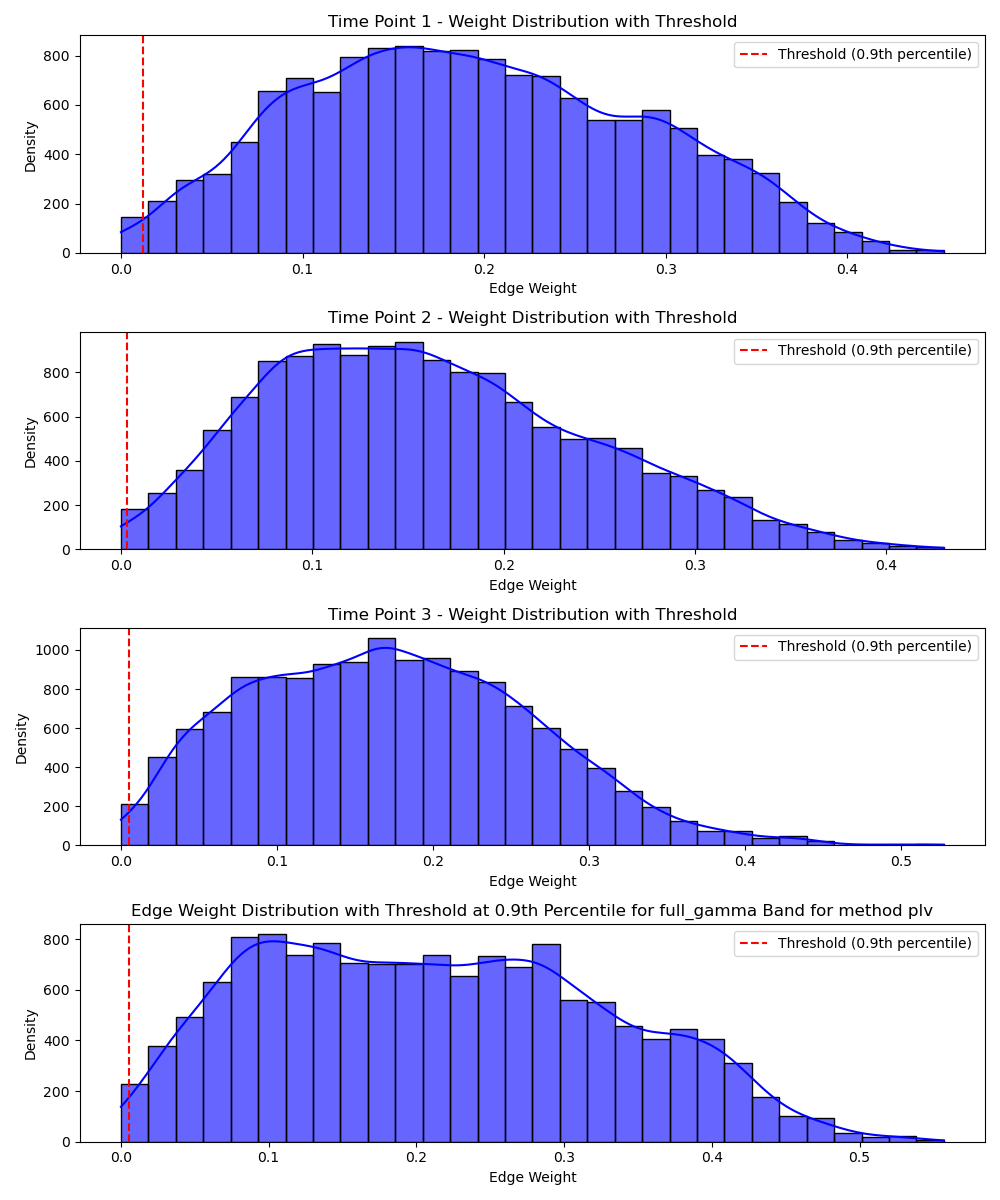 Time Point 1 - Weight Distribution with Threshold
Threshold (0.9th percentile)
Density
800
600
400
200
0
0.0 0.1 0.2 0.3 0.4
Edge Weight
Time Point 2 - Weight Distribution with Threshold
Threshold (0.9th percentile)
Density
800
600
400
200
0
0.0 0.1 0.2 0.3 0.4
Edge Weight
Time Point 3 - Weight Distribution with Threshold
Threshold (0.9th percentile)
Density
1000
800
600
400
200
0
0.0 0.1 0.2 0.3 0.4 0.5
Edge Weight
Edge Weight Distribution with Threshold at 0.9th Percentile for full_gamma Band for method plv
Threshold (0.9th percentile)
Density
800
600
400
200
0
0.0 0.1 0.2 0.3 0.4 0.5
Edge Weight